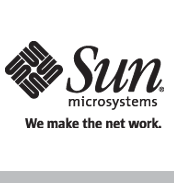 Sun
microsystems
We make the net work.